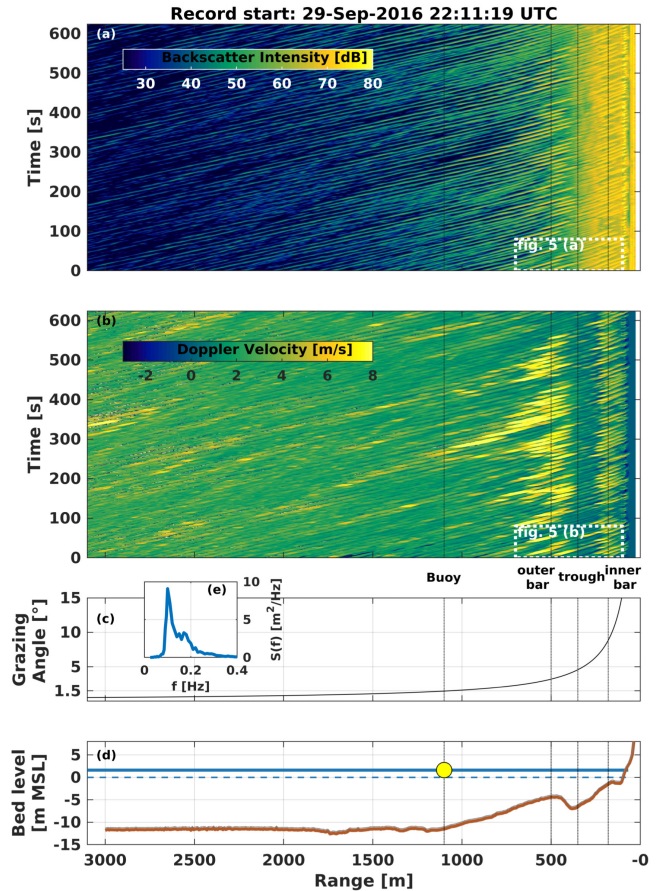 Record start: 29-Sep-2016 22:11:19 UTC
(a)
Backscatter Intensity [dB]
30 40 50 60 70 80
Time [s]
600
500
400
300
200
100
0
fig. 5 (a)
(b)
Doppler Velocity [m/s]
-2 0 2 4 6 8
Time [s]
600
500
400
300
200
100
0
fig. 5 (b)
Buoy
outer
bar
trough
inner
bar
(c)
Grazing
Angle [°]
15
10
5
1.5
(e)
10
5
0
S(f) [m²/Hz]
0 0.2 0.4
f [Hz]
(d)
Bed level
[m MSL]
5
0
-5
-10
-15
3000 2500 2000 1500 1000 500 -0
Range [m]